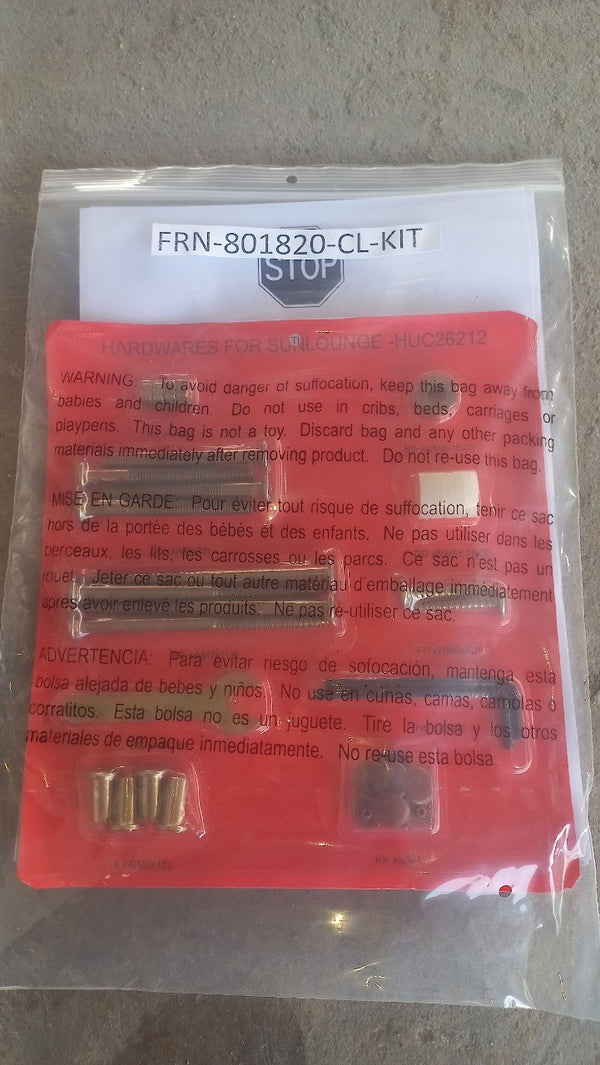 FRN-801820-CL-KIT
STOP
HARDWARES FOR SUNLOUNGE -HUC26212
WARNING: To avoid danger of suffocation, keep this bag away from
babies and children. Do not use in cribs, beds, carriages or
playpens. This bag is not a toy. Discard bag and any other packing
materials immediately after removing product. Do not re-use this bag.
MISE EN GARDE: Pour éviter tout risque de suffocation, tenir ce sac
hors de la portée des bébés et des enfants. Ne pas utiliser dans les
berceaux, les lits, les carrosses ou les parcs. Ce sac n'est pas un
jouet. Jeter ce sac ou tout autre matériau d'emballage immédiatement
après avoir enlevé les produits. Ne pas ré-utiliser ce sac.
ADVERTENCIA: Para evitar riesgo de sofocación, mantenga esta
bolsa alejada de bebes y niños. No use en cunas, camas, carriolas ó
corralitos. Esta bolsa no es un juguete. Tire la bolsa y los otros
materiales de empaque inmediatamente. No re-use esta bolsa.